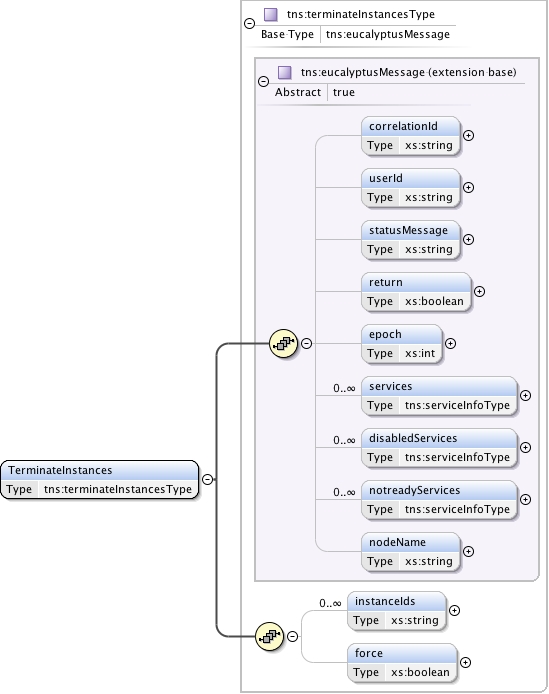 tns:terminateInstancesType
Base Type tns:eucalyptusMessage
tns:eucalyptusMessage (extension base)
Abstract true
correlationId
Type xs:string
userId
Type xs:string
statusMessage
Type xs:string
return
Type xs:boolean
epoch
Type xs:int
0..∞ services
Type tns:serviceInfoType
0..∞ disabledServices
Type tns:serviceInfoType
0..∞ notreadyServices
Type tns:serviceInfoType
nodeName
Type xs:string
TerminateInstances
Type tns:terminateInstancesType
0..∞ instanceIds
Type xs:string
force
Type xs:boolean